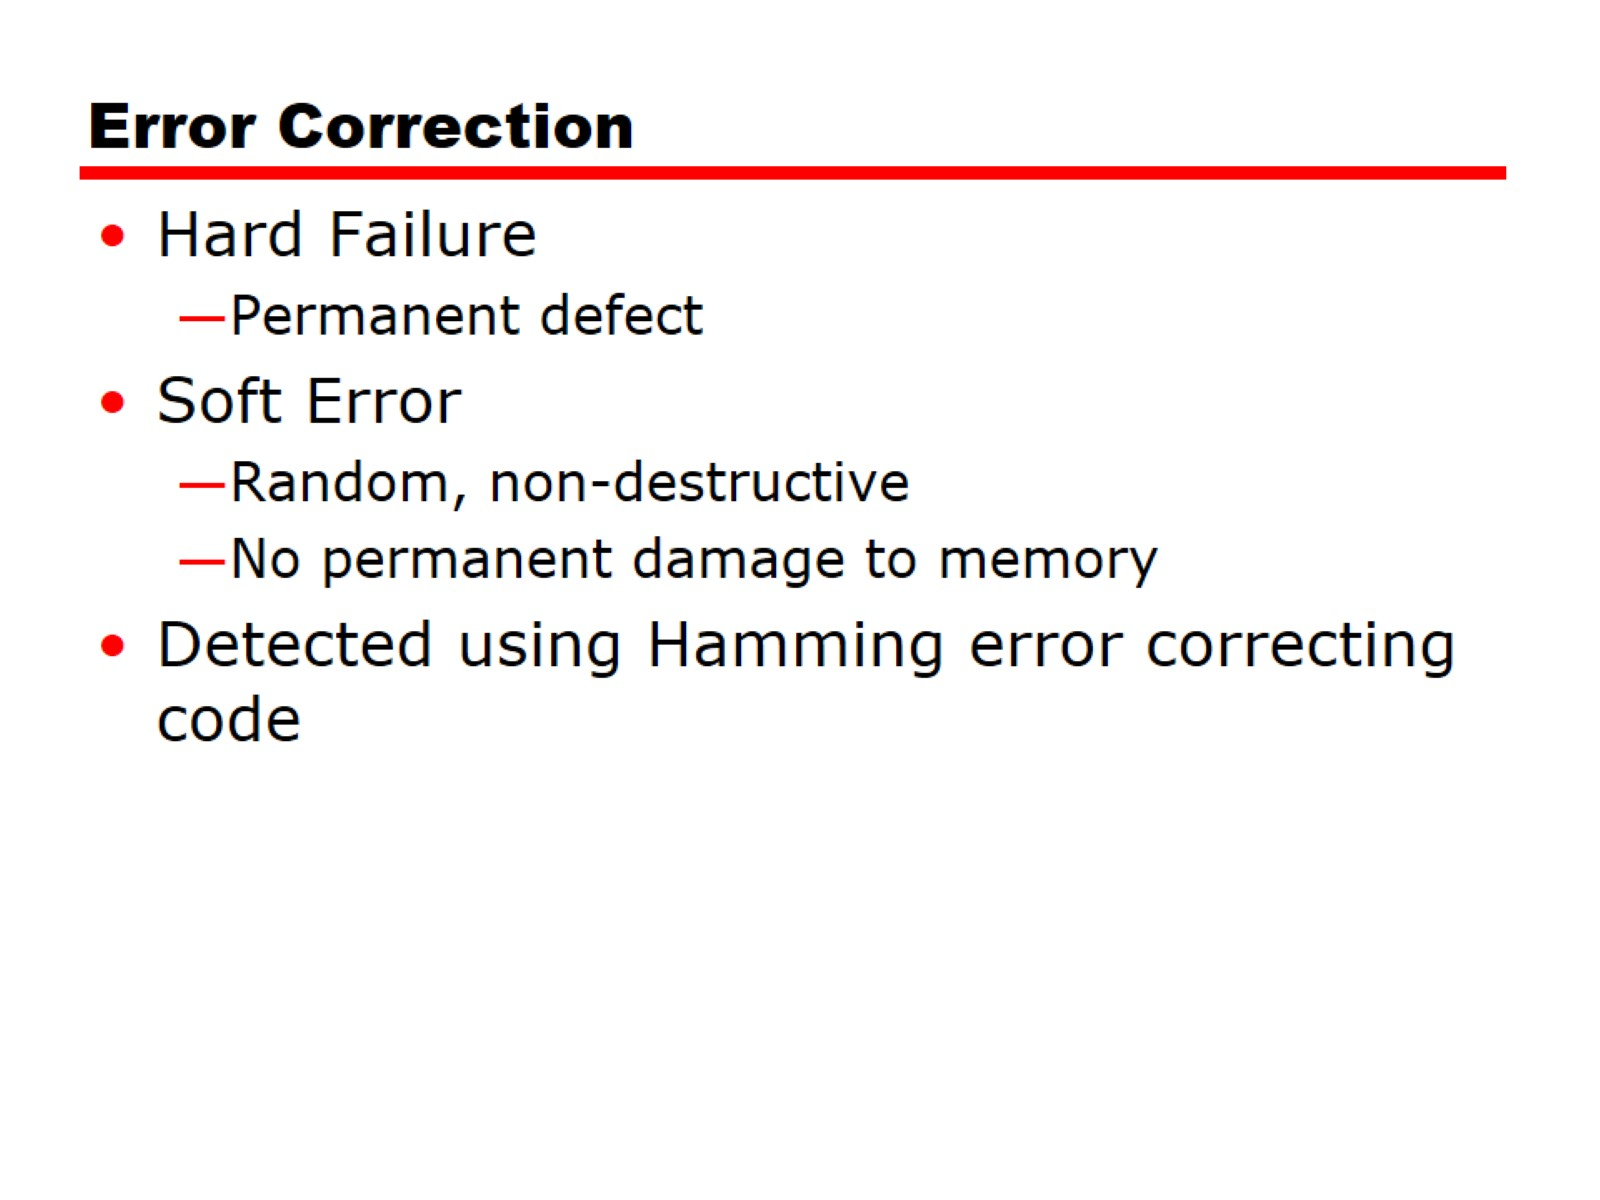 Error Correction
• Hard Failure
—Permanent defect
• Soft Error
—Random, non-destructive
—No permanent damage to memory
• Detected using Hamming error correcting
code